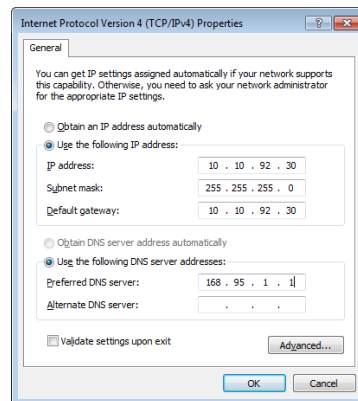 Internet Protocol Version 4 (TCP/IPv4) Properties
General
You can get IP settings assigned automatically if your network supports
this capability. Otherwise, you need to ask your network administrator
for the appropriate IP settings.
Obtain an IP address automatically
Use the following IP address:
IP address: 10 . 10 . 92 . 30
Subnet mask: 255 . 255 . 255 . 0
Default gateway: 10 . 10 . 92 . 30
Obtain DNS server address automatically
Use the following DNS server addresses:
Preferred DNS server: 168 . 95 . 1 . 1
Alternate DNS server: . . .
Validate settings upon exit
Advanced...
OK Cancel